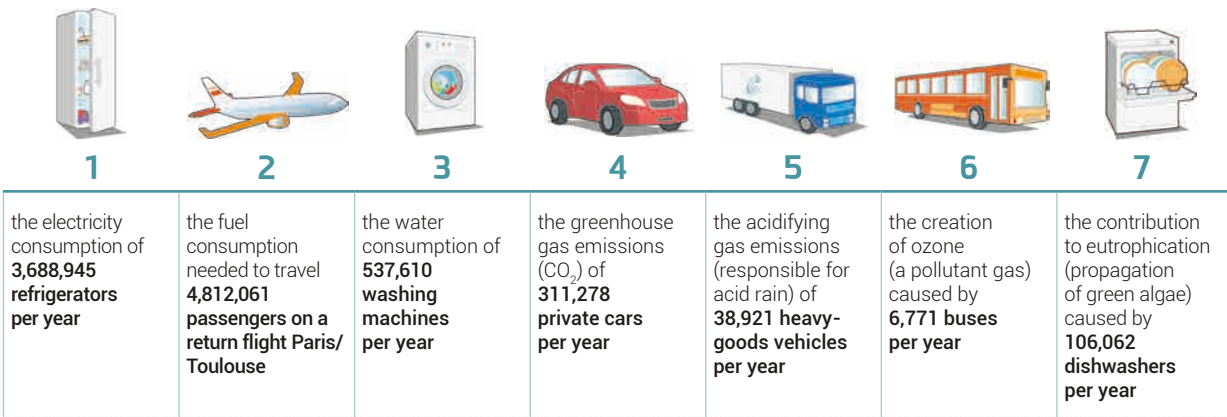 1
2
3
4
5
6
7
the electricity
consumption of
3,688,945
refrigerators
per year
the fuel
consumption
needed to travel
4,812,061
passengers on a
return flight Paris/
Toulouse
the water
consumption of
537,610
washing
machines
per year
the greenhouse
gas emissions
(CO₂) of
311,278
private cars
per year
the acidifying
gas emissions
(responsible for
acid rain) of
38,921 heavy-
goods vehicles
per year
the creation
of ozone
(a pollutant gas)
caused by
6,771 buses
per year
the contribution
to eutrophication
(propagation
of green algae)
caused by
106,062
dishwashers
per year